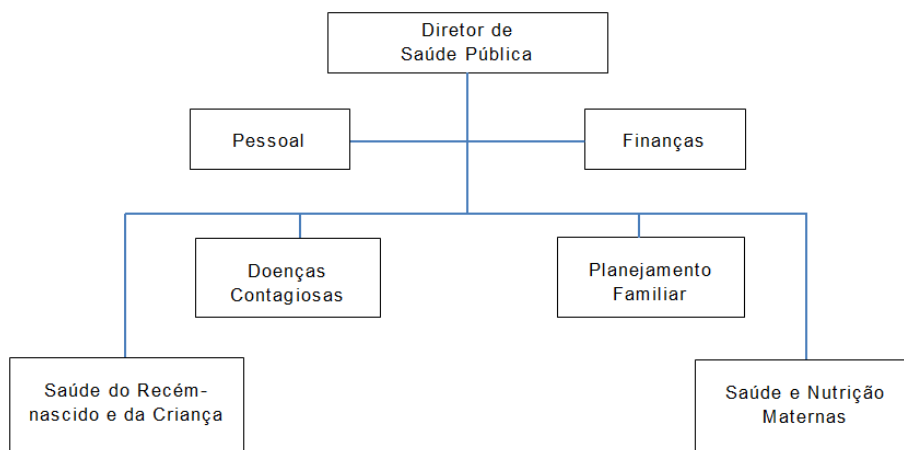 Diretor de
Saúde Pública
Pessoal
Finanças
Doenças
Contagiosas
Planejamento
Familiar
Saúde do Recém-
nascido e da Criança
Saúde e Nutrição
Maternas